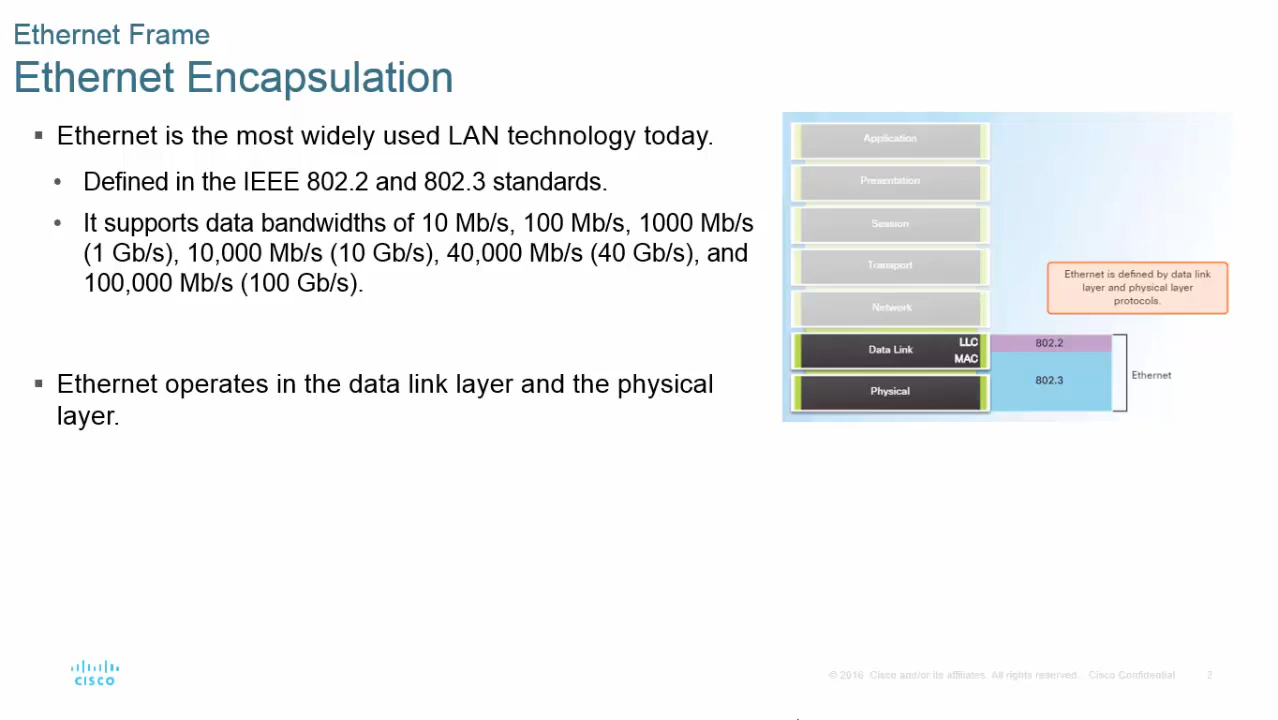 Ethernet Frame
Ethernet Encapsulation
▪ Ethernet is the most widely used LAN technology today.
• Defined in the IEEE 802.2 and 802.3 standards.
• It supports data bandwidths of 10 Mb/s, 100 Mb/s, 1000 Mb/s
(1 Gb/s), 10,000 Mb/s (10 Gb/s), 40,000 Mb/s (40 Gb/s), and
100,000 Mb/s (100 Gb/s).
▪ Ethernet operates in the data link layer and the physical
layer.
Application
Presentation
Session
Transport
Network
Data Link
LLC
MAC
Physical
802.2
802.3
Ethernet
Ethernet is defined by data link
layer and physical layer
protocols.
CISCO
© 2016 Cisco and/or its affiliates. All rights reserved. Cisco Confidential
2